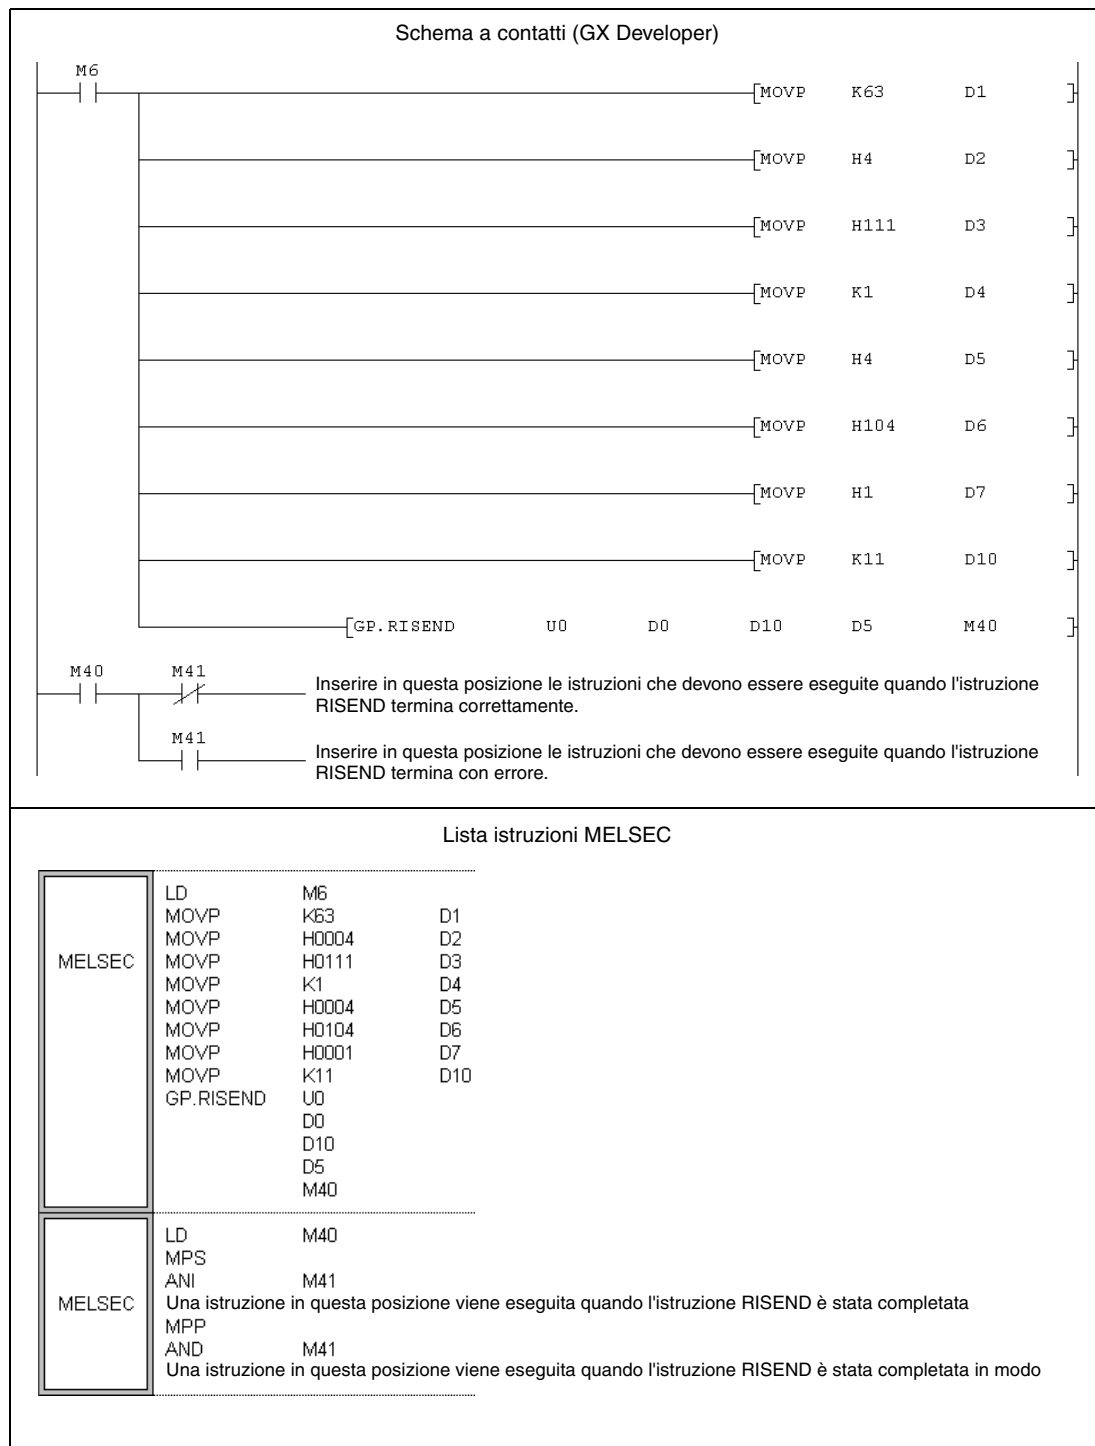 Schema a contatti (GX Developer)
M6
[MOVP K63 D1 ]
[MOVP H4 D2 ]
[MOVP H111 D3 ]
[MOVP K1 D4 ]
[MOVP H4 D5 ]
[MOVP H104 D6 ]
[MOVP H1 D7 ]
[MOVP K11 D10 ]
[GP.RISEND U0 D0 D10 D5 M40 ]
M40 M41
Inserire in questa posizione le istruzioni che devono essere eseguite quando l'istruzione
RISEND termina correttamente.
M41
Inserire in questa posizione le istruzioni che devono essere eseguite quando l'istruzione
RISEND termina con errore.
Lista istruzioni MELSEC
MELSEC
LD M6
MOVP K63 D1
MOVP H0004 D2
MOVP H0111 D3
MOVP K1 D4
MOVP H0004 D5
MOVP H0104 D6
MOVP H0001 D7
MOVP K11 D10
GP.RISEND U0
D0
D10
D5
M40
MELSEC
LD M40
MPS
ANI M41
Una istruzione in questa posizione viene eseguita quando l'istruzione RISEND è stata completata
MPP
AND M41
Una istruzione in questa posizione viene eseguita quando l'istruzione RISEND è stata completata in modo